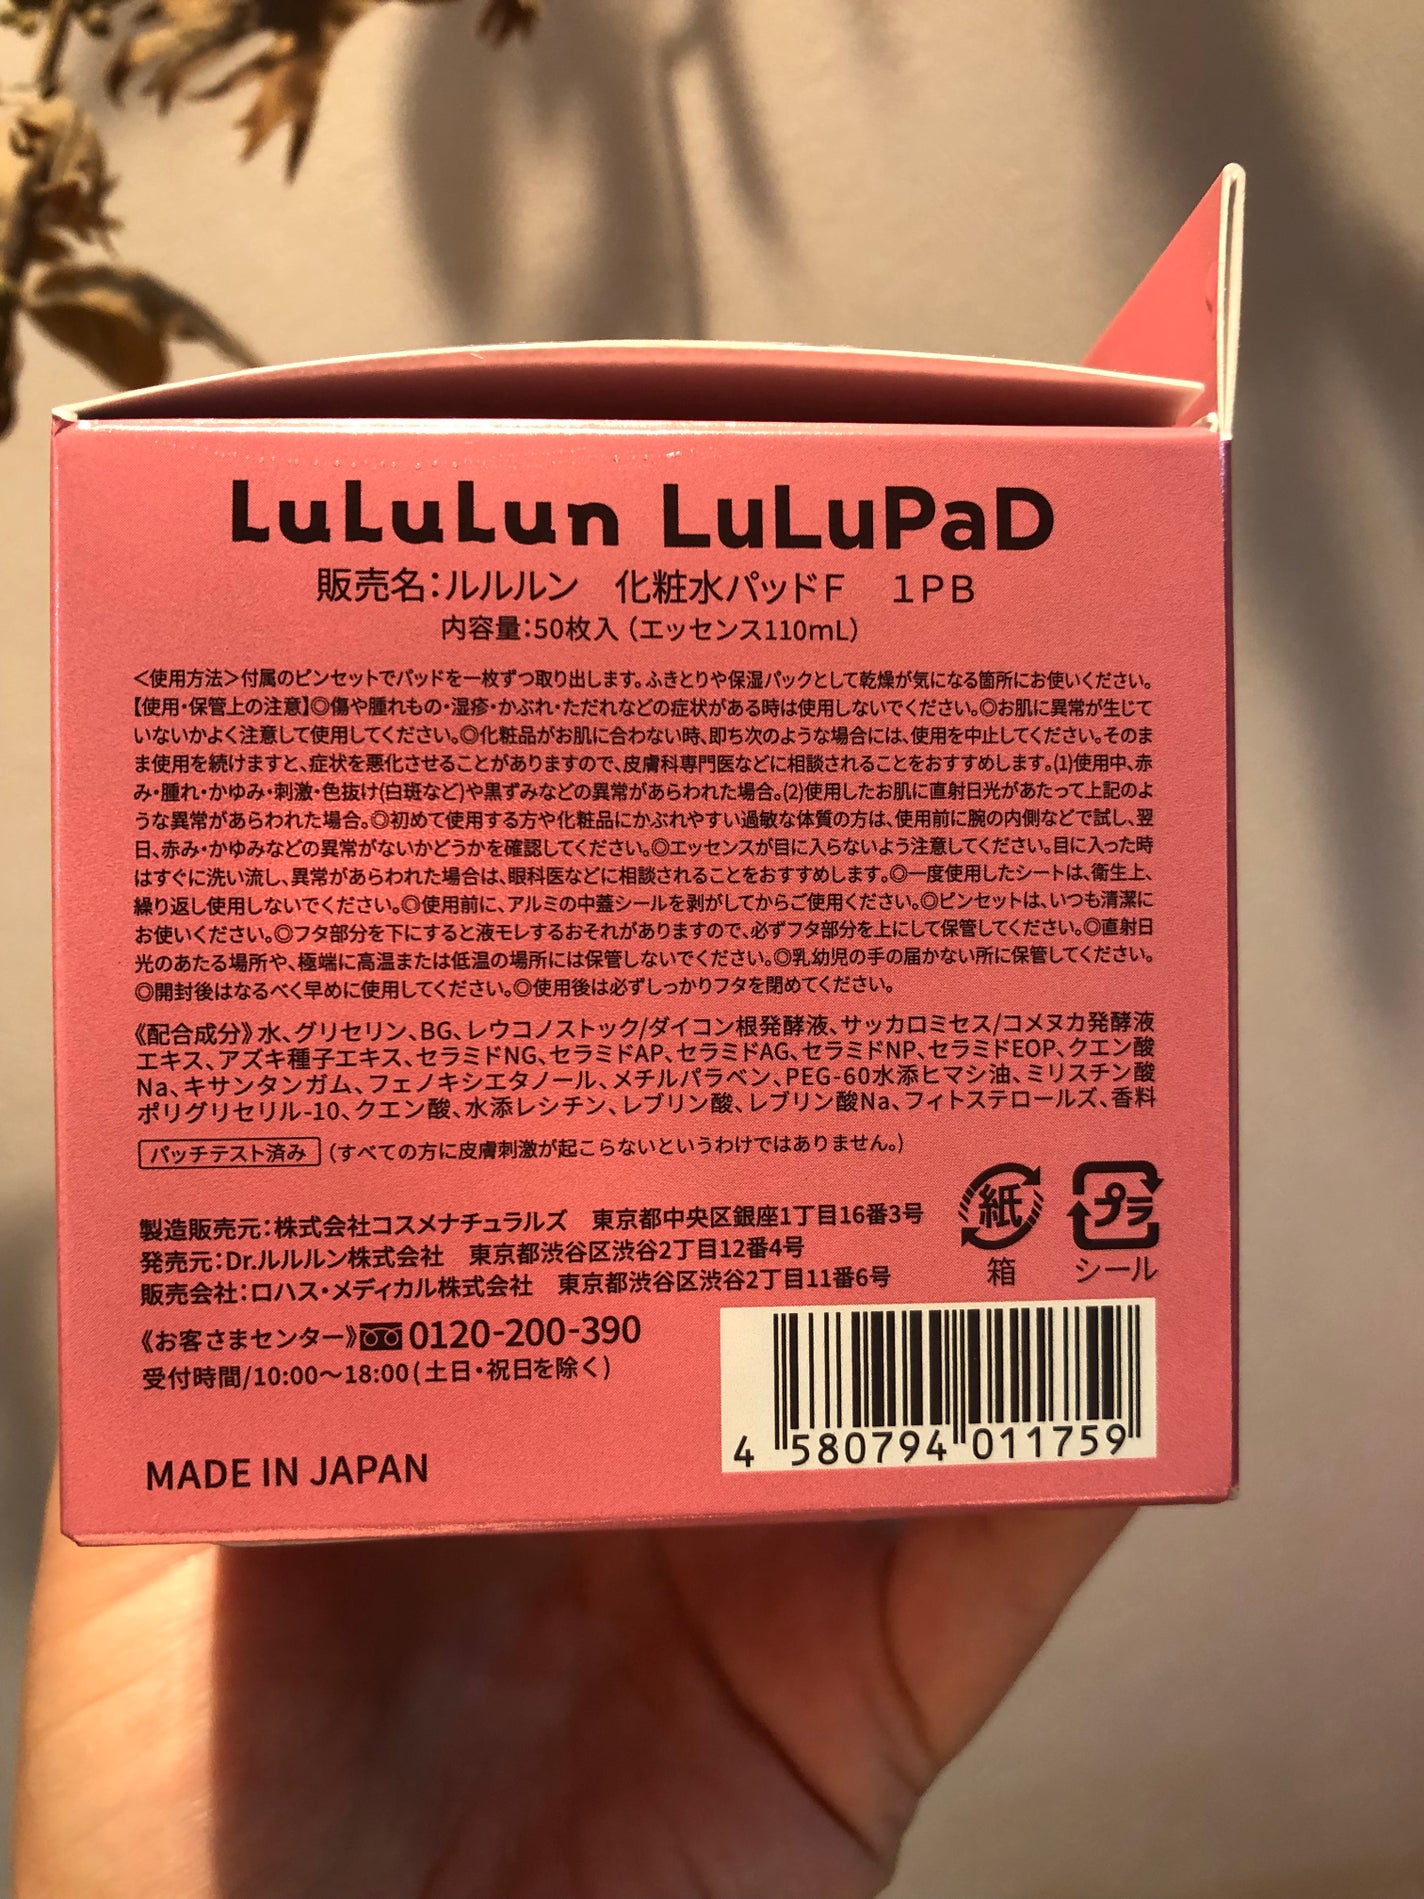 LuLuLun LuLuPaD
販売名：ルルルン　化粧水パッドF　1PB
内容量：50枚入（エッセンス110mL）
＜使用方法＞付属のピンセットでパッドを一枚ずつ取り出します。ふきとりや保湿パックとして乾燥が気になる箇所にお使いください。
【使用・保管上の注意】◎傷や腫れもの・湿疹・かぶれ・ただれなどの症状がある時は使用しないでください。◎お肌に異常が生じて
いないかよく注意して使用してください。◎化粧品がお肌に合わない時、即ち次のような場合には、使用を中止してください。そのま
ま使用を続けますと、症状を悪化させることがありますので、皮膚科専門医などに相談されることをおすすめします。(1)使用中、赤
み・腫れ・かゆみ・刺激・色抜け(白斑など)や黒ずみなどの異常があらわれた場合。(2)使用したお肌に直射日光があたって上記のよ
うな異常があらわれた場合。◎初めて使用する方や化粧品にかぶれやすい過敏な体質の方は、使用前に腕の内側などで試し、翌
日、赤み・かゆみなどの異常がないかどうかを確認してください。◎エッセンスが目に入らないよう注意してください。目に入った時
はすぐに洗い流し、異常があらわれた場合は、眼科医などに相談されることをおすすめします。◎一度使用したシートは、衛生上、
繰り返し使用しないでください。◎使用前に、アルミの中蓋シールを剥がしてからご使用ください。◎ピンセットは、いつも清潔に
お使いください。◎フタ部分を下にすると液モレするおそれがありますので、必ずフタ部分を上にして保管してください。◎直射日
光のあたる場所や、極端に高温または低温の場所には保管しないでください。◎乳幼児の手の届かない所に保管してください。
◎開封後はなるべく早めに使用してください。◎使用後は必ずしっかりフタを閉めてください。
《配合成分》水、グリセリン、BG、レウコノストック/ダイコン根発酵液、サッカロミセス/コメヌカ発酵液
エキス、アズキ種子エキス、セラミドNG、セラミドAP、セラミドAG、セラミドNP、セラミドEOP、クエン酸
Na、キサンタンガム、フェノキシエタノール、メチルパラベン、PEG-60水添ヒマシ油、ミリスチン酸
ポリグリセリル-10、クエン酸、水添レシチン、レブリン酸、レブリン酸Na、フィトステロールズ、香料
パッチテスト済み（すべての方に皮膚刺激が起こらないというわけではありません。）
製造販売元：株式会社コスメナチュラルズ　東京都中央区銀座1丁目16番3号
発売元：Dr.ルルルン株式会社　東京都渋谷区渋谷2丁目12番4号
販売会社：ロハス・メディカル株式会社　東京都渋谷区渋谷2丁目11番6号
紙
箱
プラ
シール
《お客さまセンター》0120-200-390
受付時間/10:00～18:00（土日・祝日を除く）
4 580794 011759
MADE IN JAPAN